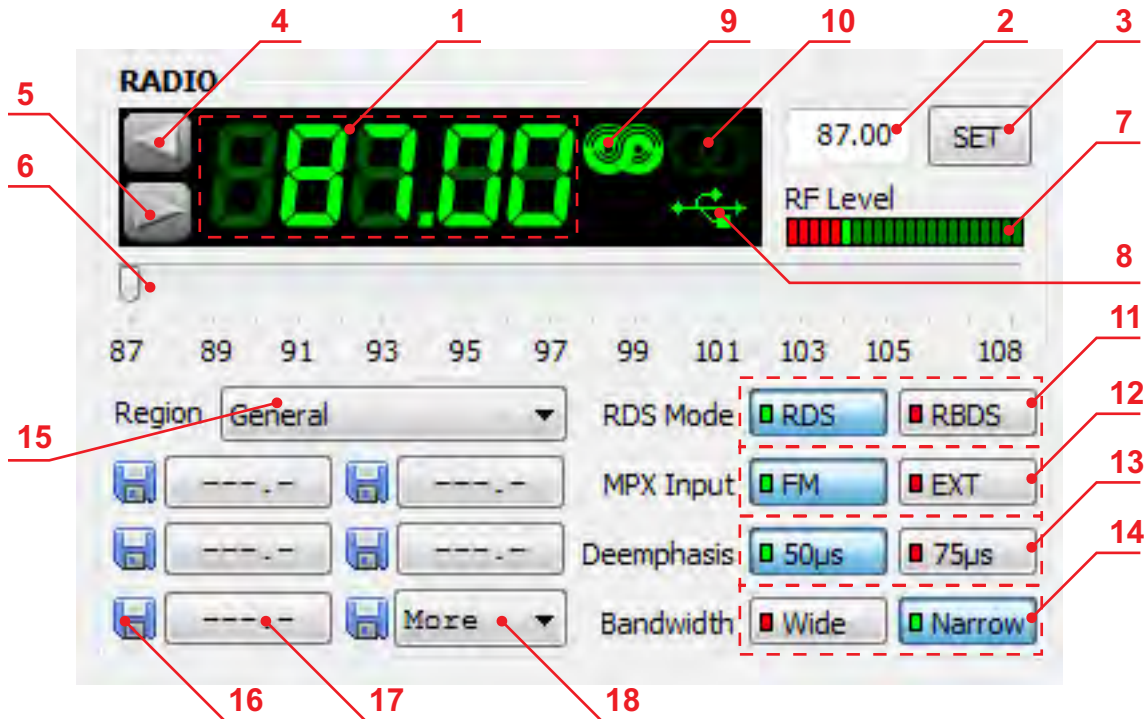 4 1 9 10 2 3
RADIO
5
87.00
87.00 SET
7
6
RF Level
8
87 89 91 93 95 97 99 101 103 105 108
11
Region General
RDS Mode RDS RBDS
12
15
---.- ---.-
MPX Input FM EXT
13
---.- ---.-
Deemphasis 50µs 75µs
14
---.- More
Bandwidth Wide Narrow
16 17 18